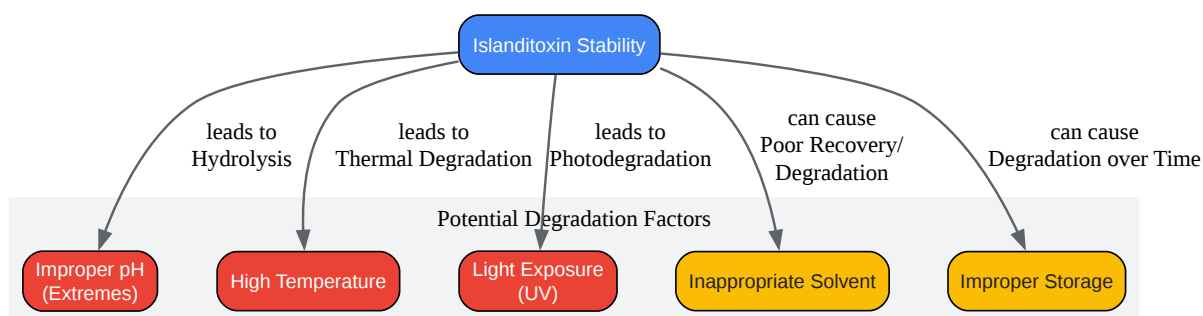 Islanditoxin Stability
leads to
Hydrolysis
leads to
Thermal Degradation
leads to
Photodegradation
can cause
Poor Recovery/
Degradation
can cause
Degradation over Time
Potential Degradation Factors
Improper pH
(Extremes)
High Temperature
Light Exposure
(UV)
Inappropriate Solvent
Improper Storage